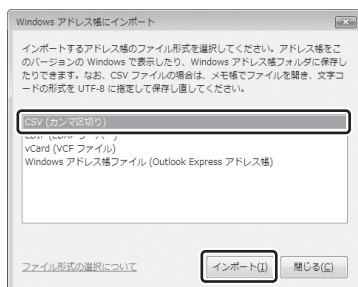 Windows アドレス帳にインポート
インポートするアドレス帳のファイル形式を選択してください。アドレス帳をこ
のバージョンの Windows で表示したり、Windows アドレス帳フォルダに保存し
たりできます。なお、CSV ファイルの場合は、メモ帳でファイルを開き、文字コ
ードの形式を UTF-8 に指定して保存し直してください。
CSV (カンマ区切り)
vCard (VCF ファイル)
Windows アドレス帳ファイル (Outlook Express アドレス帳)
ファイル形式の選択について
インポート(I)
閉じる(C)